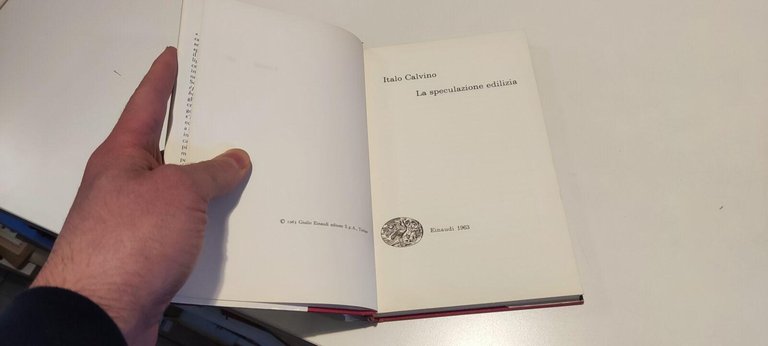 © 1963 Giulio Einaudi editore S.p.A., Torino
Italo Calvino
La speculazione edilizia
Einaudi 1963